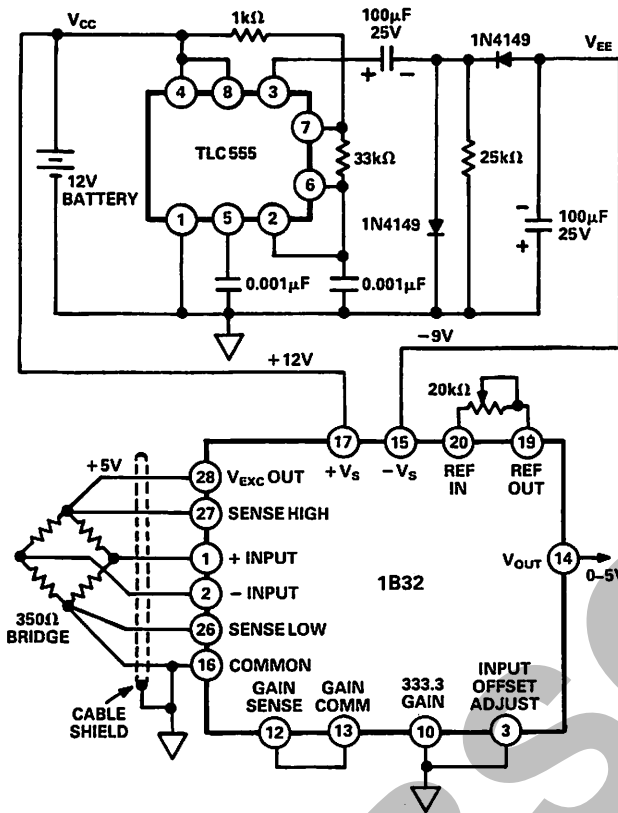 VCC
1kΩ
100μF
25V
1N4149
VEE
4
8
3
7
TLC555
33kΩ
25kΩ
12V
BATTERY
6
1
5
2
1N4149
100μF
25V
+
−
−
+
0.001μF
0.001μF
−9V
+12V
20kΩ
17
15
20
19
+VS
−VS
REF
IN
REF
OUT
+5V
28
VEXC OUT
27
SENSE HIGH
1
+ INPUT
VOUT
14
0–5V
2
− INPUT
1B32
350Ω
BRIDGE
26
SENSE LOW
16
COMMON
CABLE
SHIELD
GAIN
SENSE
GAIN
COMM
333.3
GAIN
INPUT
OFFSET
ADJUST
12
13
10
3